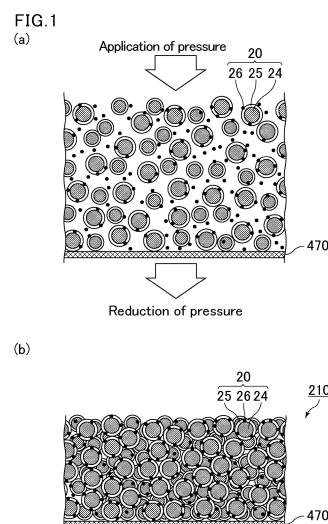 FIG.1
(a)
Application of pressure
20
26 25 24
470
Reduction of pressure
(b)
20
25 26 24
210
470